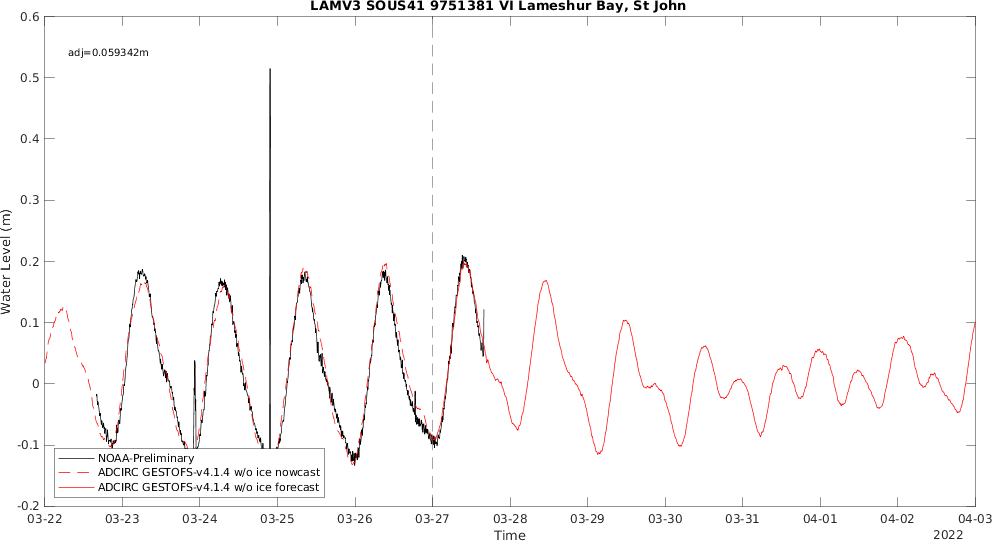 LAMV3 SOUS41 9751381 VI Lameshur Bay, St John
adj=0.059342m
Water Level (m)
0.6
0.5
0.4
0.3
0.2
0.1
0
-0.1
-0.2
NOAA-Preliminary
ADCIRC GESTOFS-v4.1.4 w/o ice nowcast
ADCIRC GESTOFS-v4.1.4 w/o ice forecast
03-22 03-23 03-24 03-25 03-26 03-27 03-28 03-29 03-30 03-31 04-01 04-02 04-03
Time
2022